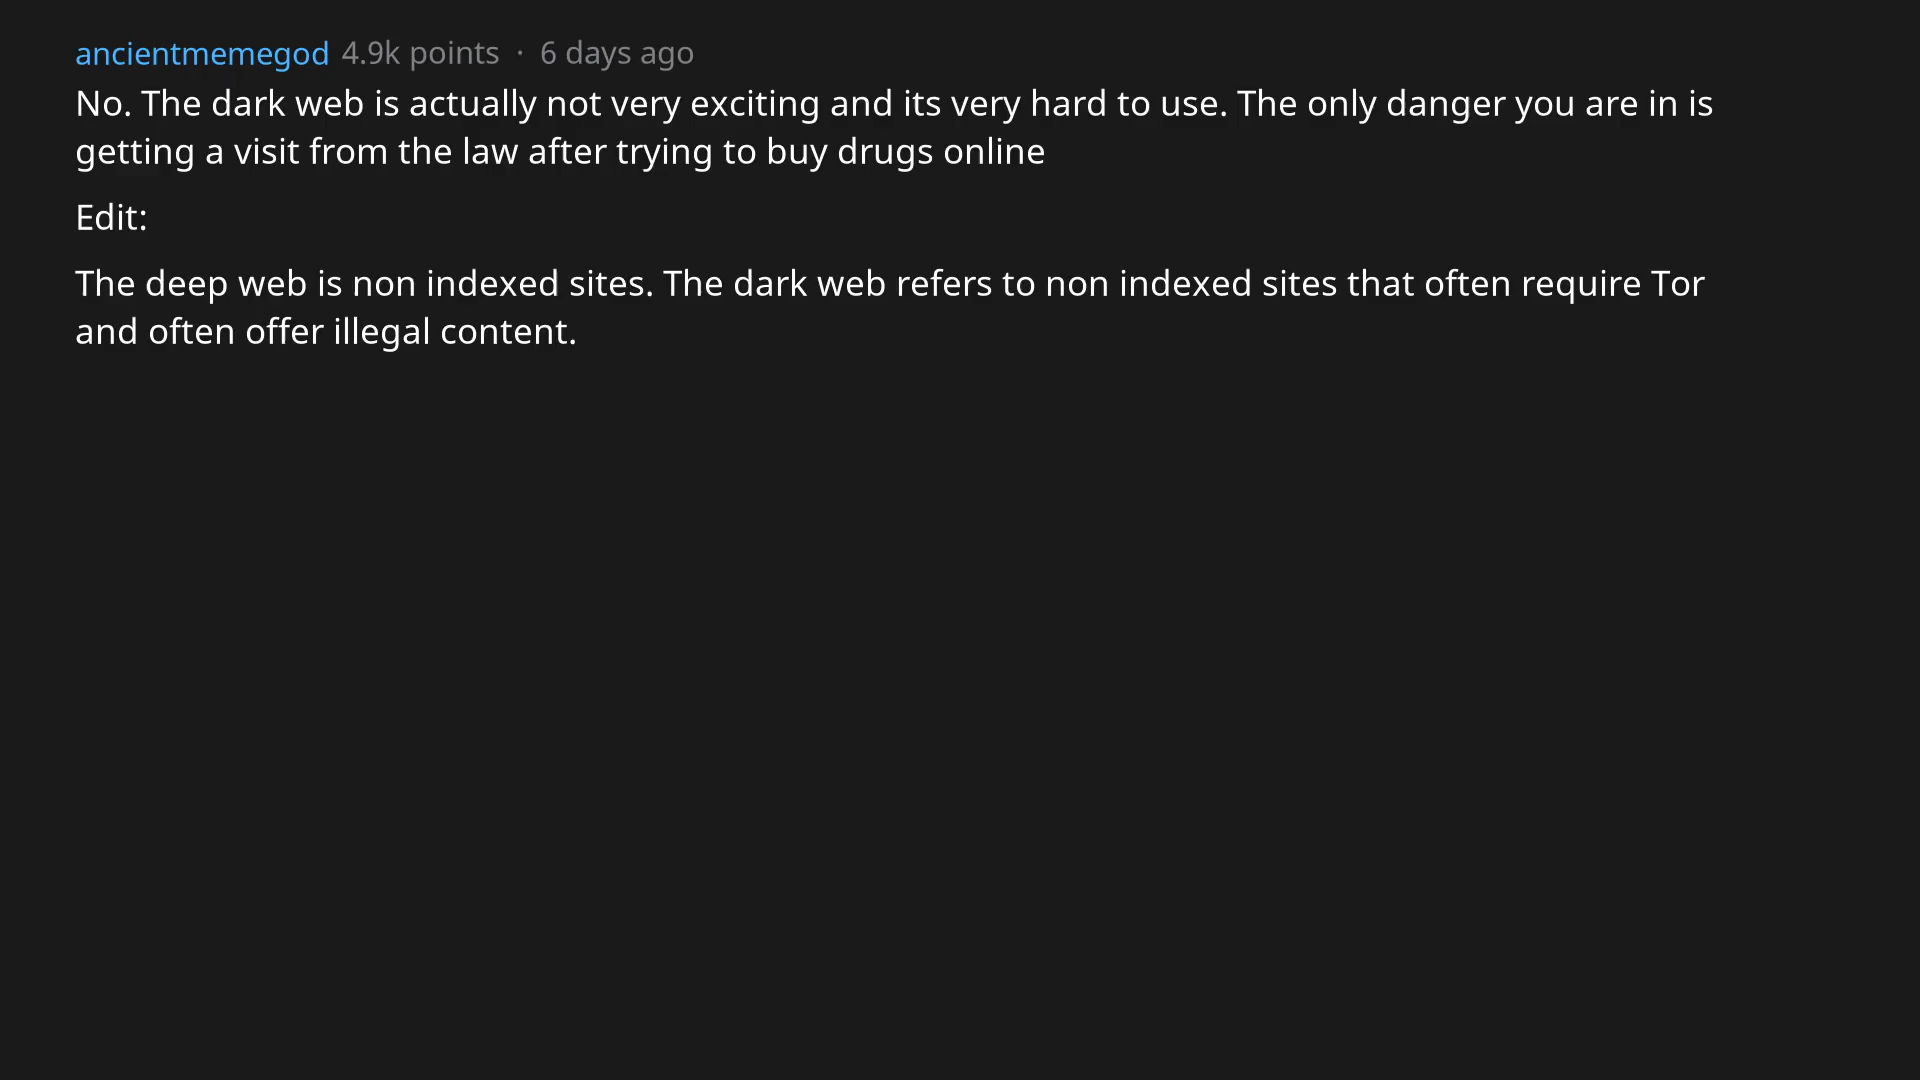 ancientmemegod 4.9k points · 6 days ago
No. The dark web is actually not very exciting and its very hard to use. The only danger you are in is
getting a visit from the law after trying to buy drugs online
Edit:
The deep web is non indexed sites. The dark web refers to non indexed sites that often require Tor
and often offer illegal content.